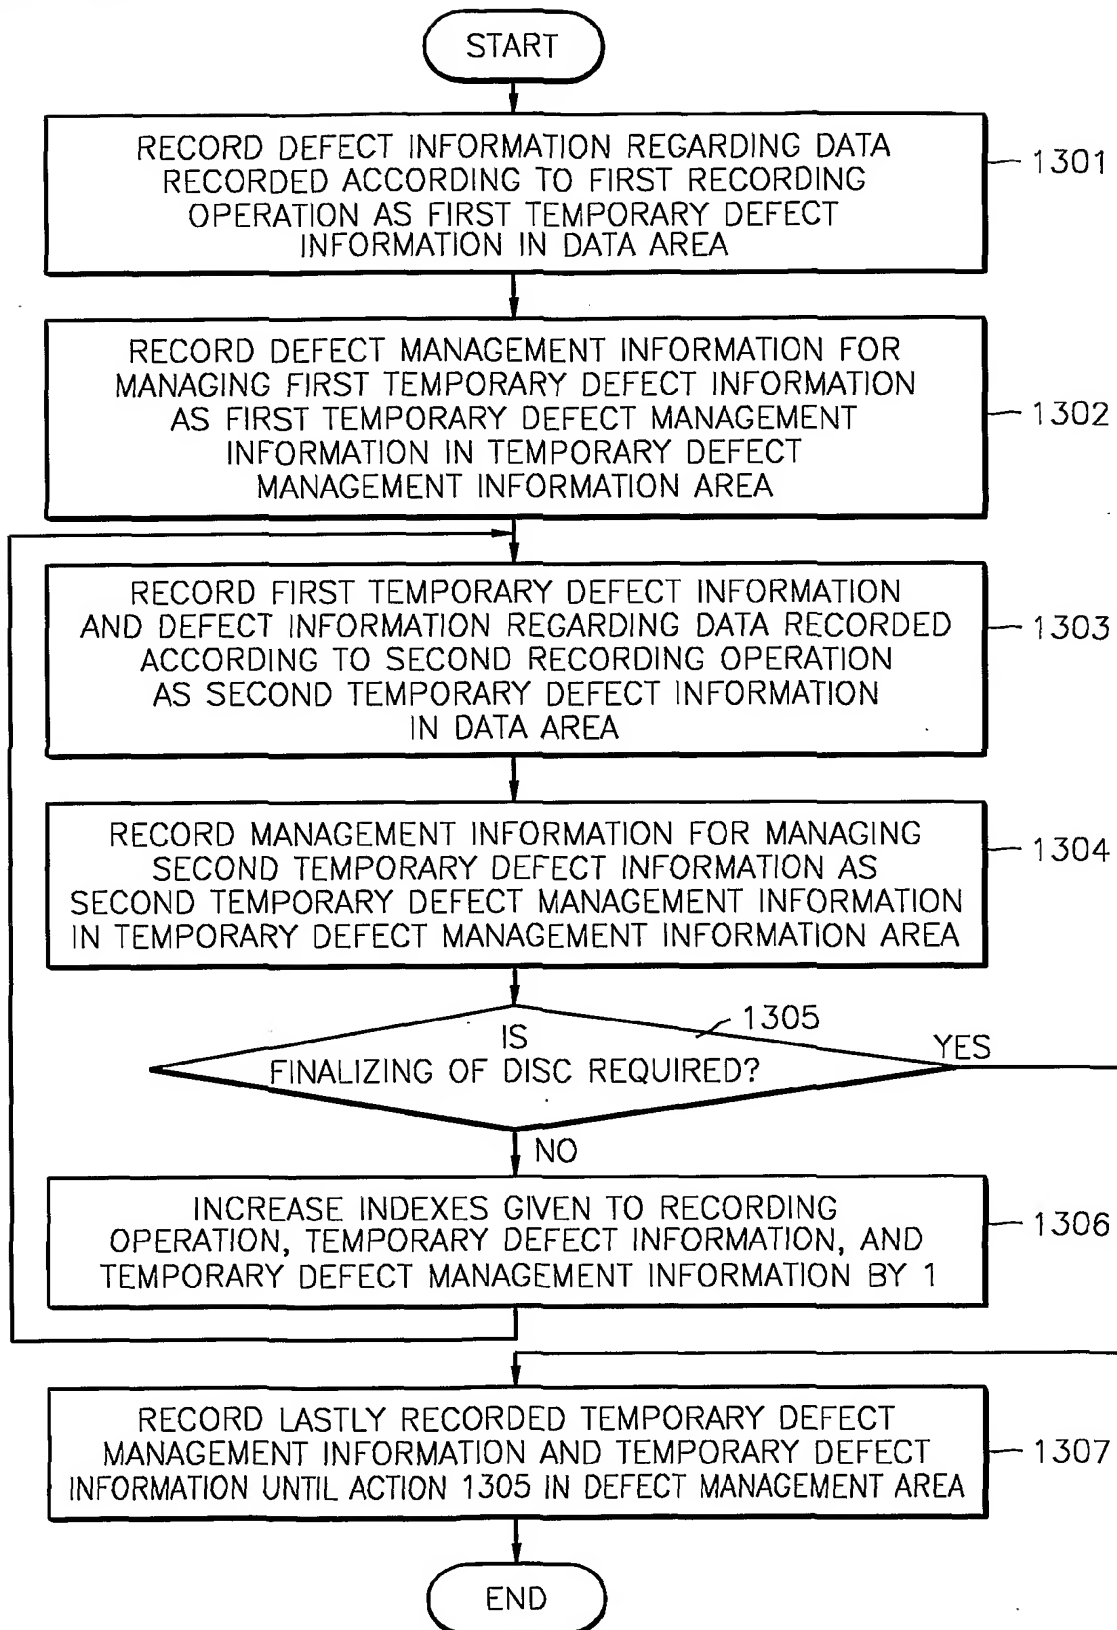 START
RECORD DEFECT INFORMATION REGARDING DATA
RECORDED ACCORDING TO FIRST RECORDING
OPERATION AS FIRST TEMPORARY DEFECT
INFORMATION IN DATA AREA
1301
RECORD DEFECT MANAGEMENT INFORMATION FOR
MANAGING FIRST TEMPORARY DEFECT INFORMATION
AS FIRST TEMPORARY DEFECT MANAGEMENT
INFORMATION IN TEMPORARY DEFECT
MANAGEMENT INFORMATION AREA
1302
RECORD FIRST TEMPORARY DEFECT INFORMATION
AND DEFECT INFORMATION REGARDING DATA RECORDED
ACCORDING TO SECOND RECORDING OPERATION
AS SECOND TEMPORARY DEFECT INFORMATION
IN DATA AREA
1303
RECORD MANAGEMENT INFORMATION FOR MANAGING
SECOND TEMPORARY DEFECT INFORMATION AS
SECOND TEMPORARY DEFECT MANAGEMENT INFORMATION
IN TEMPORARY DEFECT MANAGEMENT INFORMATION AREA
1304
IS
FINALIZING OF DISC REQUIRED?
1305
YES
NO
INCREASE INDEXES GIVEN TO RECORDING
OPERATION, TEMPORARY DEFECT INFORMATION, AND
TEMPORARY DEFECT MANAGEMENT INFORMATION BY 1
1306
RECORD LASTLY RECORDED TEMPORARY DEFECT
MANAGEMENT INFORMATION AND TEMPORARY DEFECT
INFORMATION UNTIL ACTION 1305 IN DEFECT MANAGEMENT AREA
1307
END